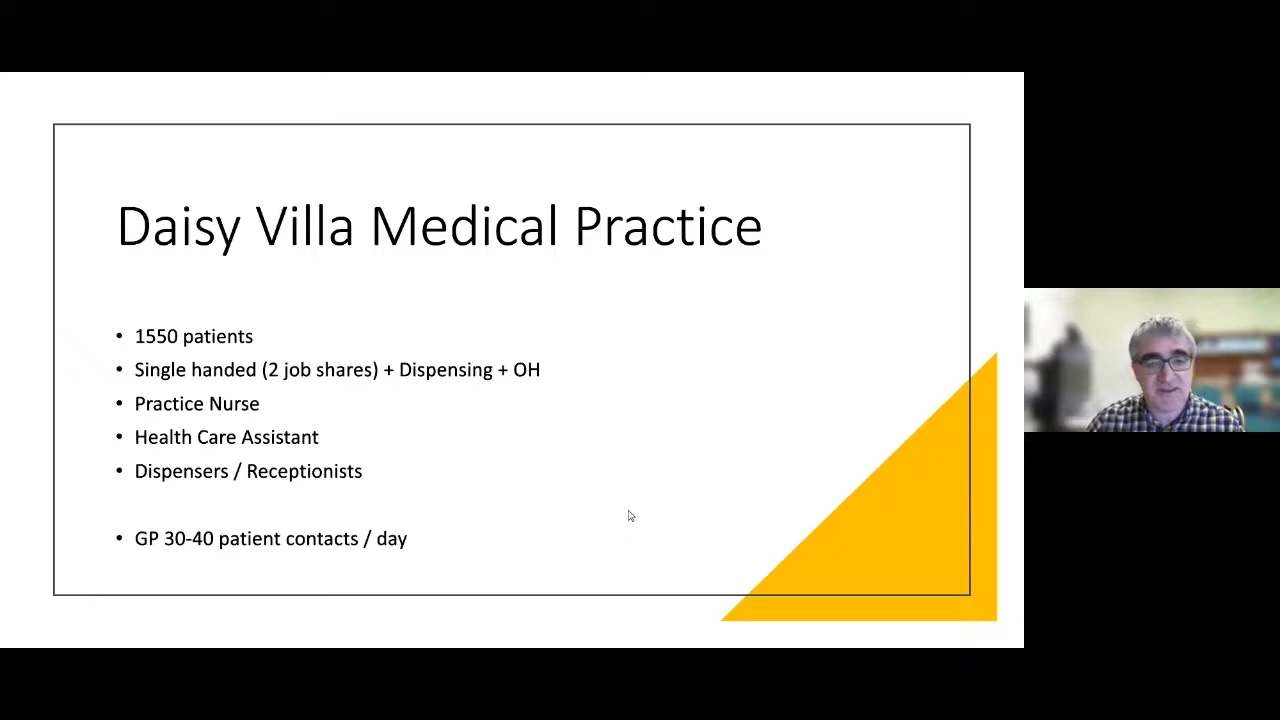 Daisy Villa Medical Practice
• 1550 patients
• Single handed (2 job shares) + Dispensing + OH
• Practice Nurse
• Health Care Assistant
• Dispensers / Receptionists
• GP 30-40 patient contacts / day